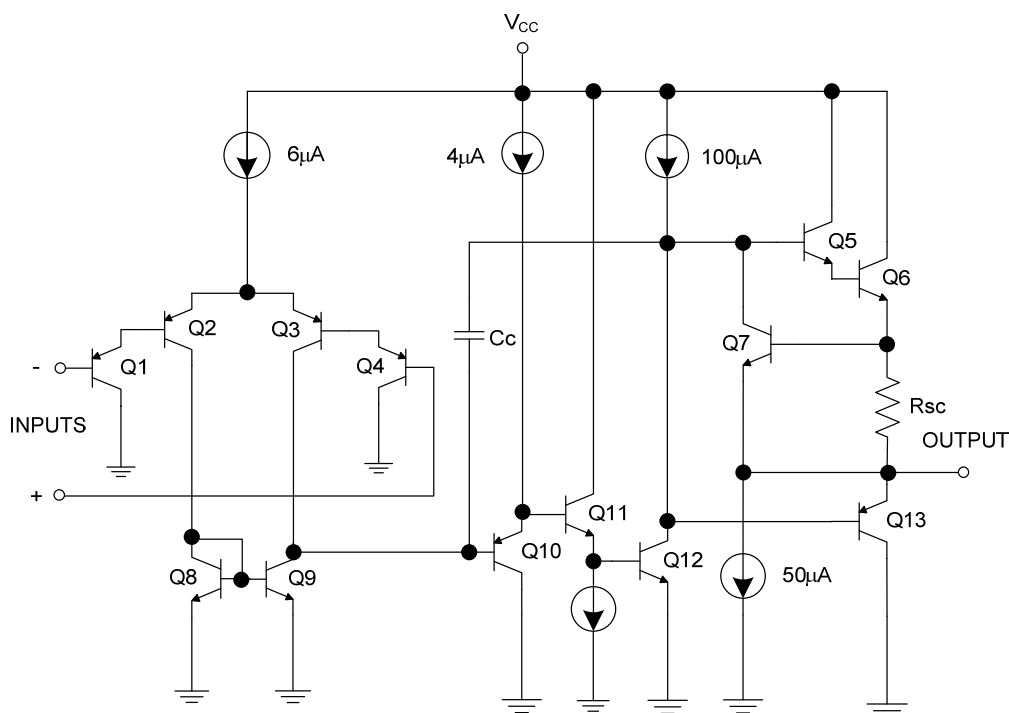 VCC
6μA
4μA
100μA
Q5
Q6
Q2
Q3
Cc
Q7
-
Q1
Q4
Rsc
INPUTS
OUTPUT
+
Q11
Q13
Q10
Q8
Q9
Q12
50μA